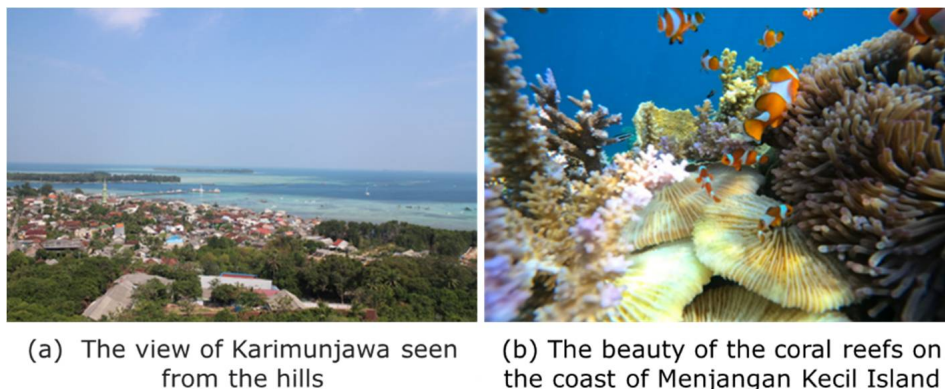 (a) The view of Karimunjawa seen
from the hills
(b) The beauty of the coral reefs on
the coast of Menjangan Kecil Island